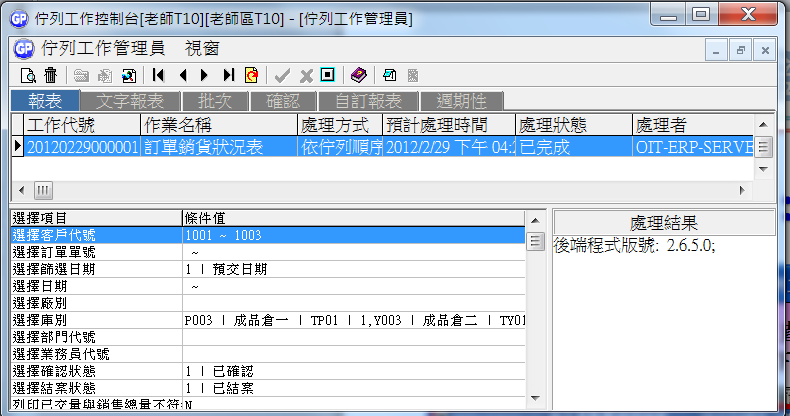 佇列工作控制台[老師T10][老師區T10] - [佇列工作管理員]
佇列工作管理員 視窗
報表 文字報表 批次 確認 自訂報表 週期性
工作代號 作業名稱 處理方式 預計處理時間 處理狀態 處理者
20120229000001 訂單銷貨狀況表 依佇列順序 2012/2/29 下午 04:2 已完成 OIT-ERP-SERVE
選擇項目 條件值
選擇客戶代號 1001 ~ 1003
選擇訂單單號 ~
選擇篩選日期 1 | 預交日期
選擇日期 ~
選擇廠別
選擇庫別 P003 | 成品倉一 | TP01 | 1,Y003 | 成品倉二 | TY01
選擇部門代號
選擇業務員代號
選擇確認狀態 1 | 已確認
選擇結案狀態 1 | 已結案
列印已交量與銷售總量不符 N
處理結果
後端程式版號: 2.6.5.0;